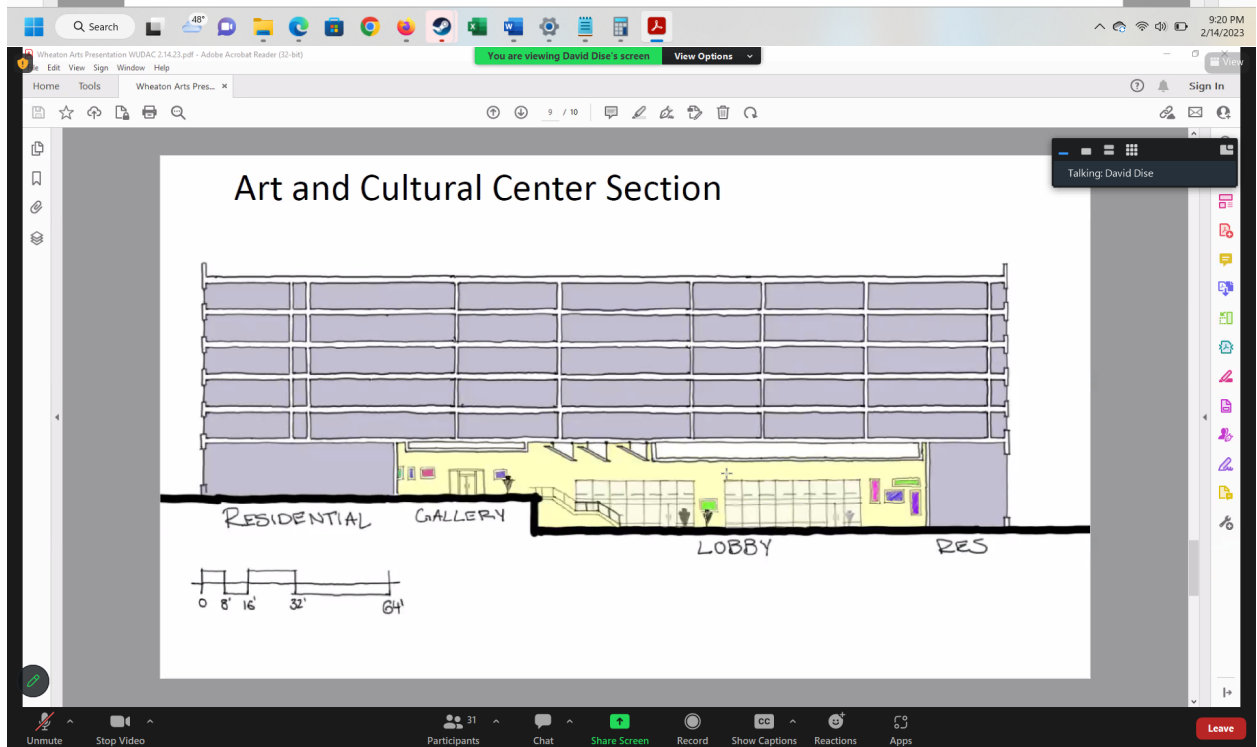 Search
48°
9:20 PM
2/14/2023
Wheaton Arts Presentation WUDAC 2.14.23.pdf - Adobe Acrobat Reader (32-bit)
You are viewing David Dise's screen
View Options
View
Edit View Sign Window Help
Home Tools Wheaton Arts Pres... ×
Sign In
9 / 10
Talking: David Dise
Art and Cultural Center Section
RESIDENTIAL
GALLERY
LOBBY
RES
0 8' 16' 32' 64'
Unmute
Stop Video
31
Participants
Chat
Share Screen
Record
CC
Show Captions
Reactions
Apps
Leave